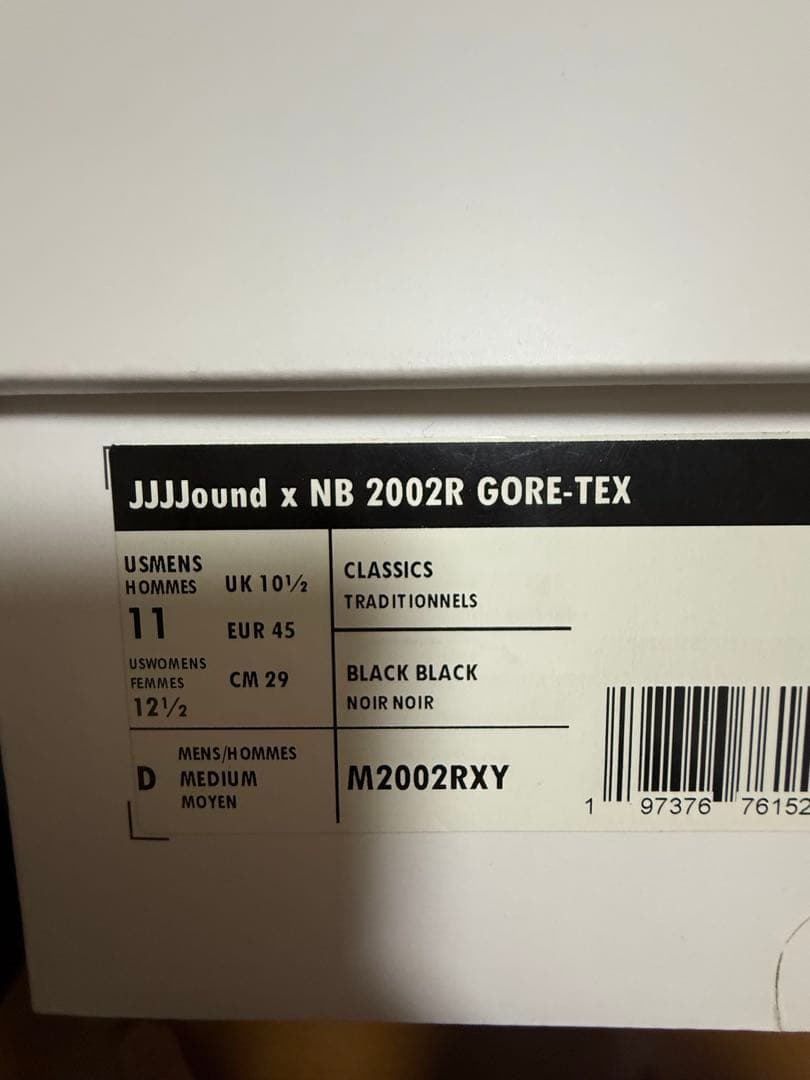 JJJJound x NB 2002R GORE-TEX
USMENS
HOMMES
11
UK 10½
EUR 45
CM 29
USWOMENS
FEMMES
12½
CLASSICS
TRADITIONNELS
BLACK BLACK
NOIR NOIR
D
MENS/HOMMES
MEDIUM
MOYEN
M2002RXY
1 97376 76152